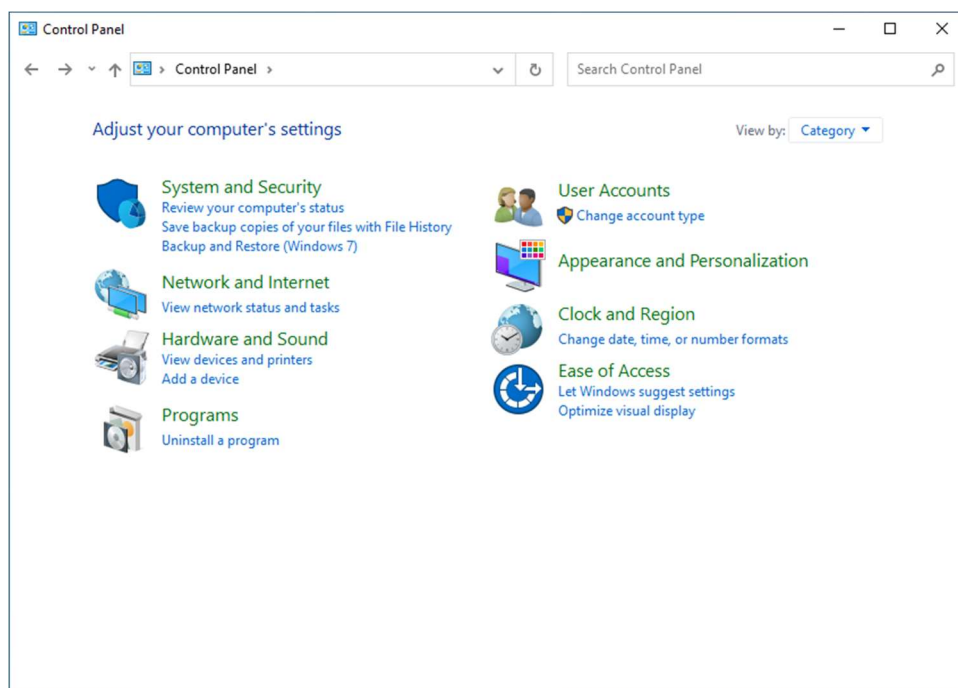 Control Panel
Control Panel
Search Control Panel
Adjust your computer's settings
View by: Category
System and Security
Review your computer's status
Save backup copies of your files with File History
Backup and Restore (Windows 7)
Network and Internet
View network status and tasks
Hardware and Sound
View devices and printers
Add a device
Programs
Uninstall a program
User Accounts
Change account type
Appearance and Personalization
Clock and Region
Change date, time, or number formats
Ease of Access
Let Windows suggest settings
Optimize visual display